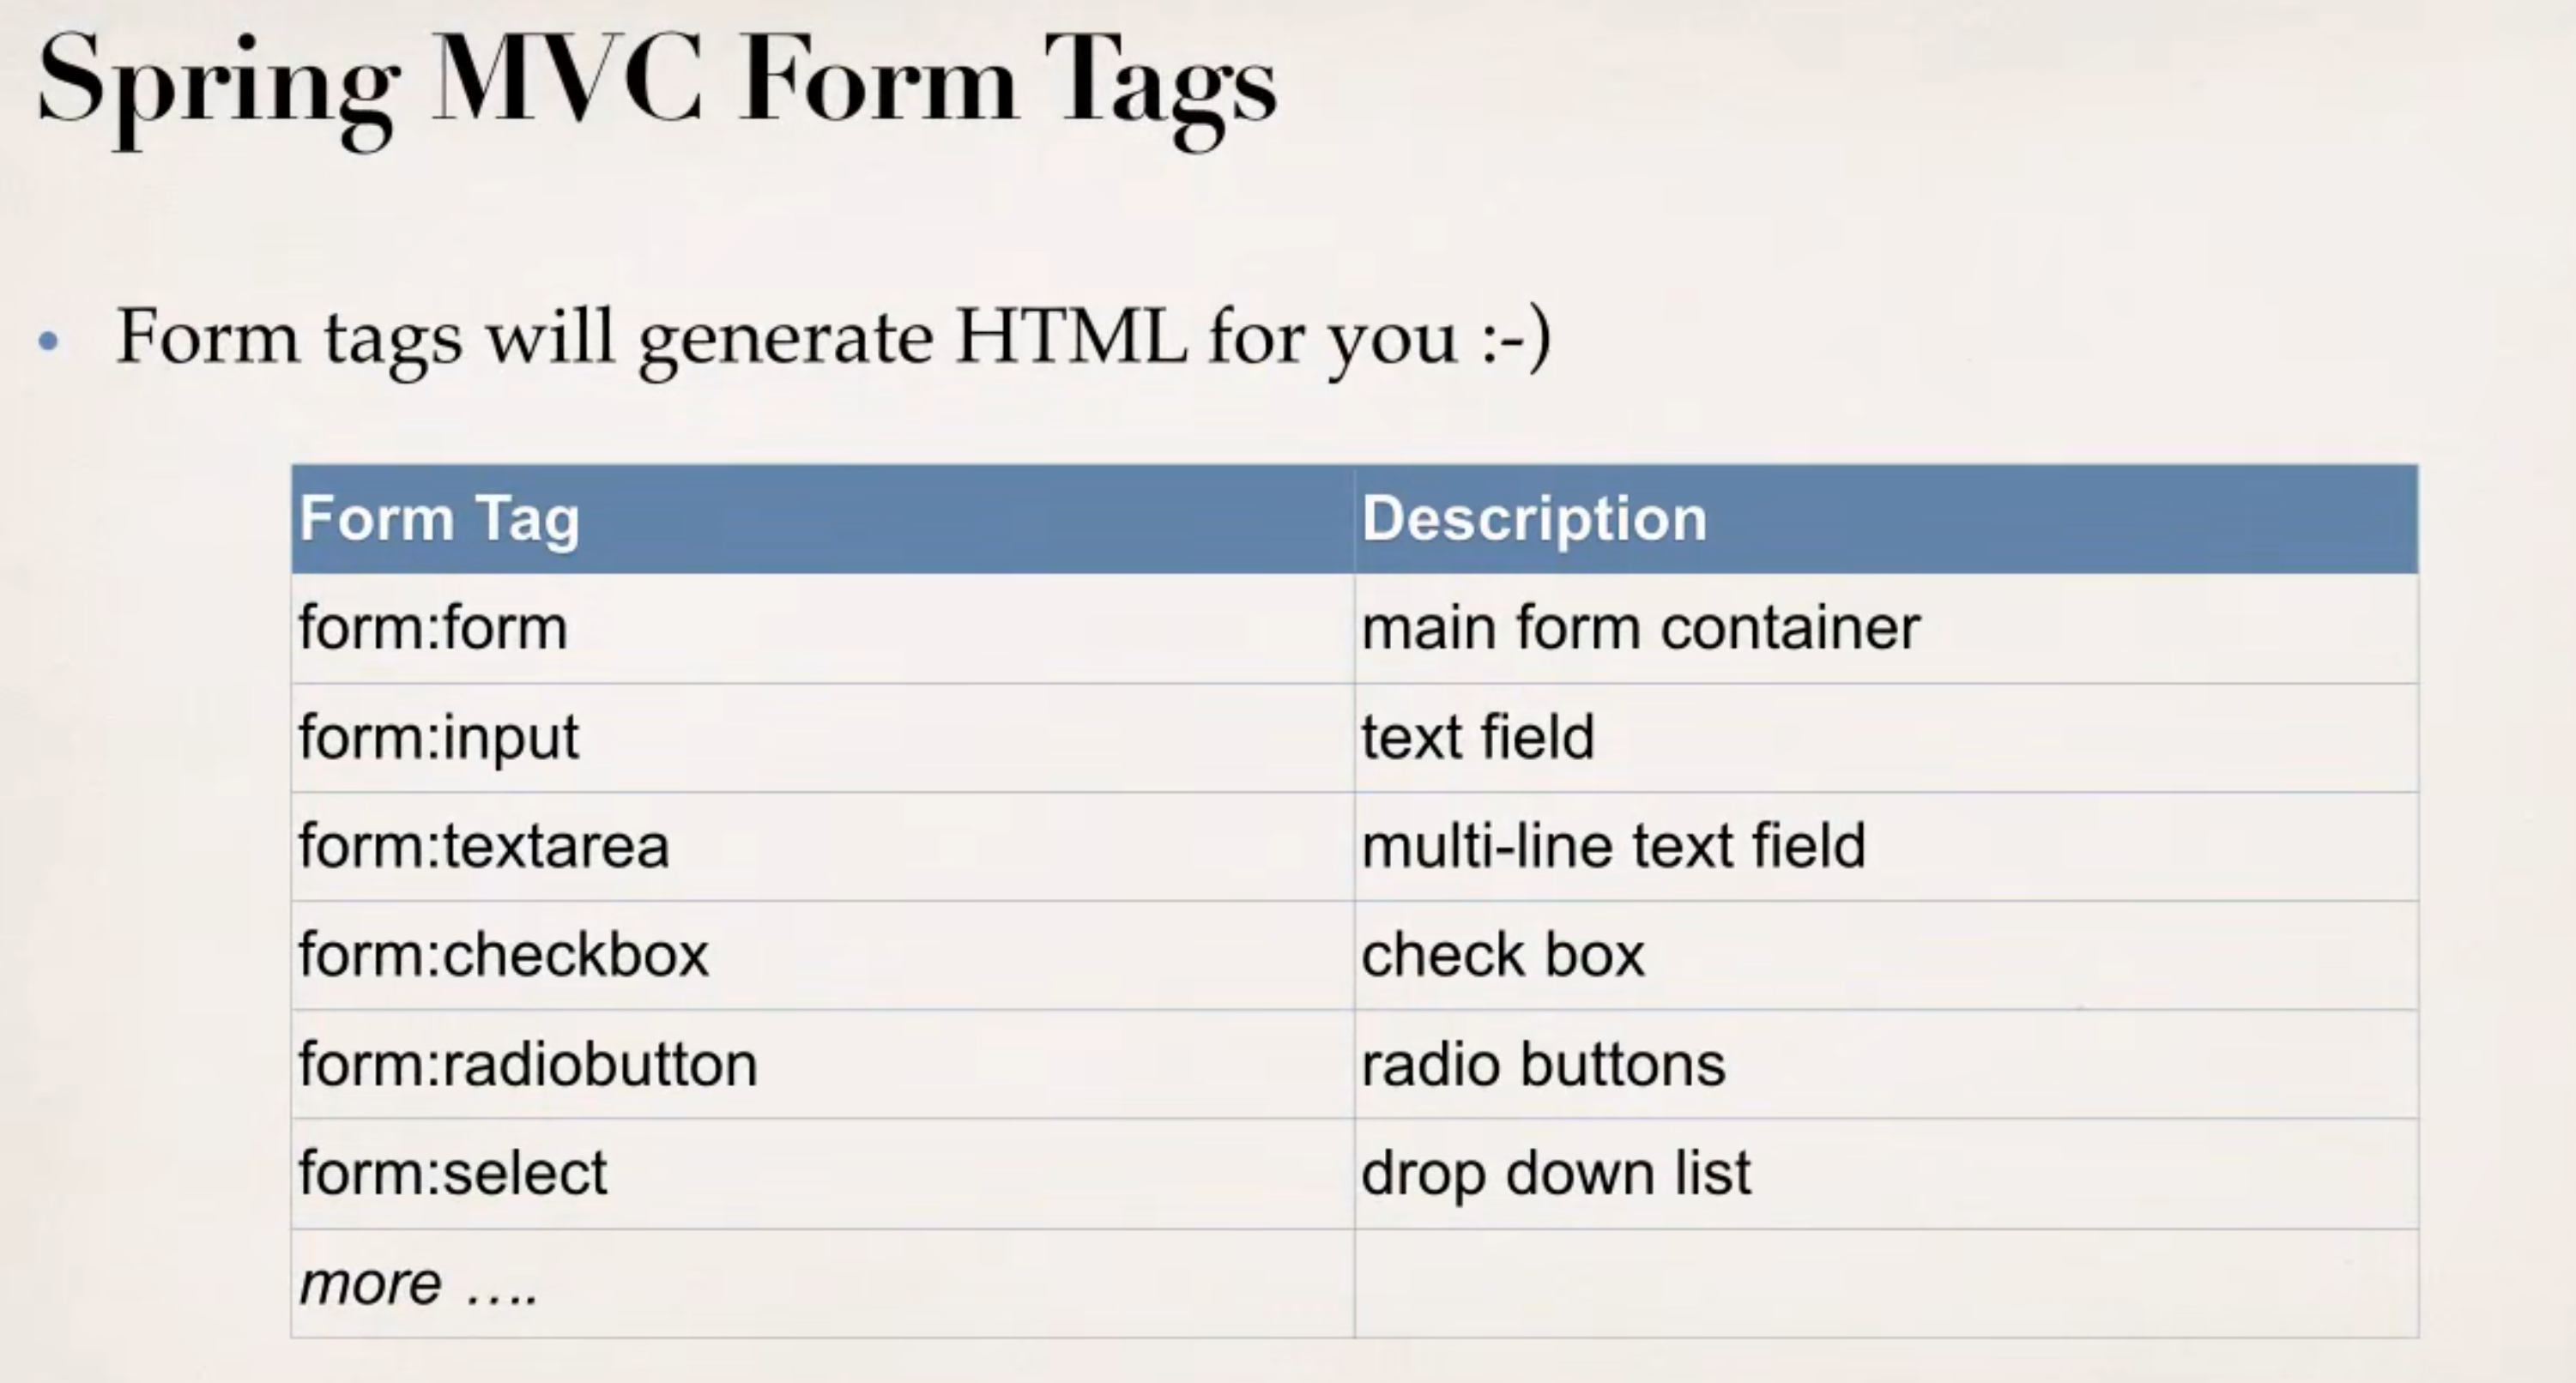 Spring MVC Form Tags
• Form tags will generate HTML for you :-)
Form Tag Description
form:form main form container
form:input text field
form:textarea multi-line text field
form:checkbox check box
form:radiobutton radio buttons
form:select drop down list
more ....